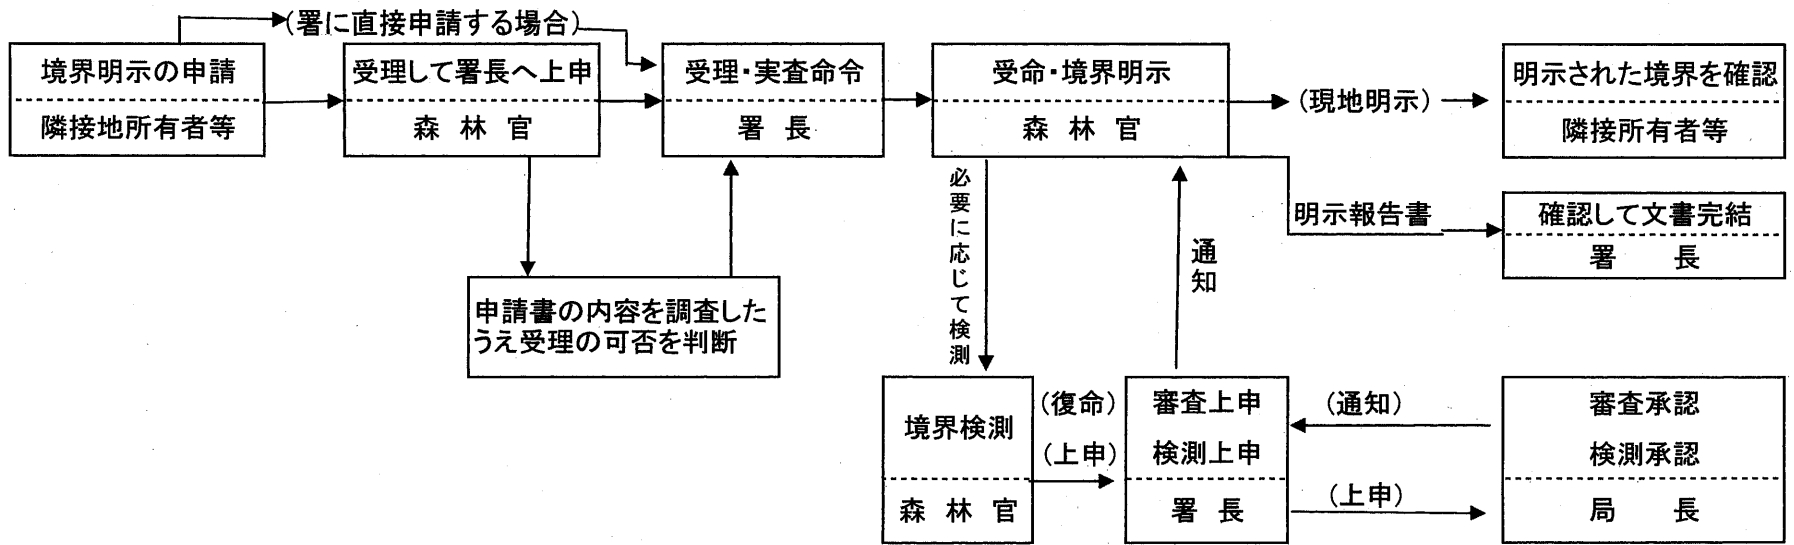 (署に直接申請する場合)
境界明示の申請
隣接地所有者等
受理して署長へ上申
森林官
受理・実査命令
署長
受命・境界明示
森林官
(現地明示)
明示された境界を確認
隣接所有者等
必要に応じて検測
通知
明示報告書
確認して文書完結
署長
申請書の内容を調査した
うえ受理の可否を判断
境界検測
森林官
(復命)
(上申)
審査上申
検測上申
署長
(通知)
(上申)
審査承認
検測承認
局長